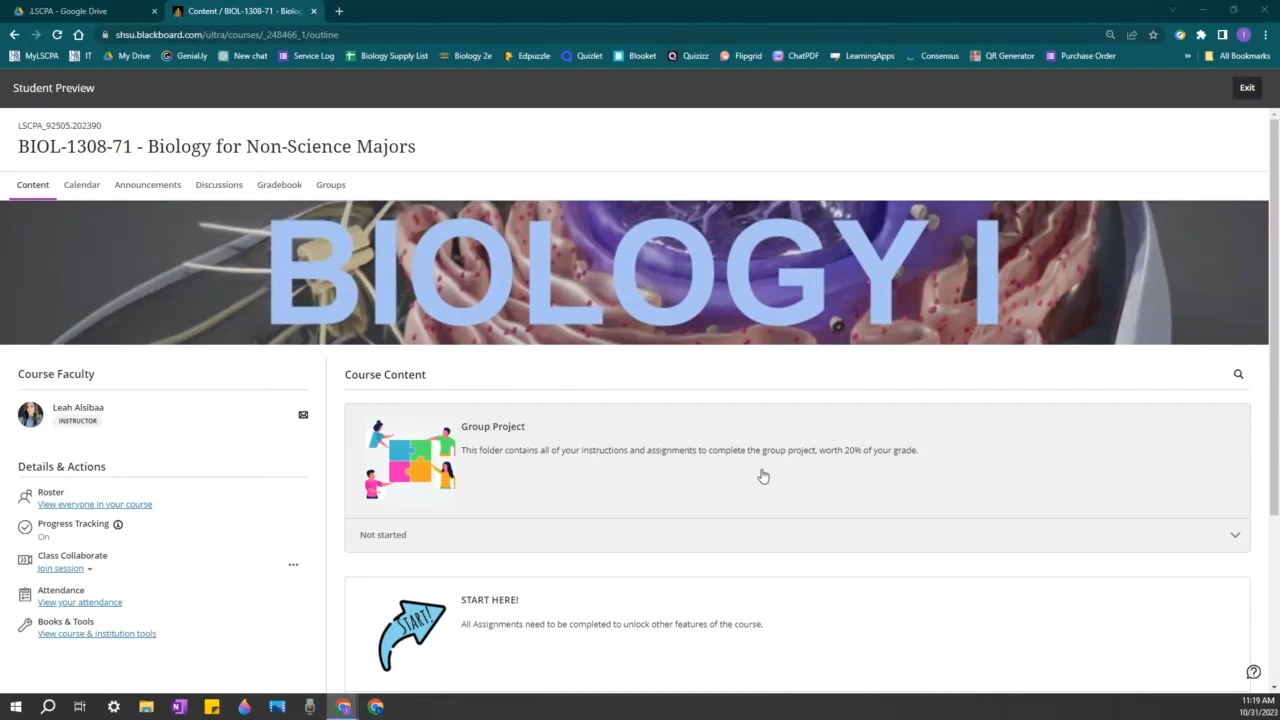 .LSCPA - Google Drive
Content / BIOL-1308-71 - Biolo
shsu.blackboard.com/ultra/courses/_248466_1/outline
MyLSCPA IT My Drive Genial.ly New chat Service Log Biology Supply List Biology 2e Edpuzzle Quizlet Blooket Quizizz Flipgrid ChatPDF LearningApps Consensus QR Generator Purchase Order » All Bookmarks
Student Preview
Exit
LSCPA_92505.202390
BIOL-1308-71 - Biology for Non-Science Majors
Content Calendar Announcements Discussions Gradebook Groups
BIOLOGY I
Course Faculty
Leah Alsibaa
INSTRUCTOR
Details & Actions
Roster
View everyone in your course
Progress Tracking
On
Class Collaborate
Join session
Attendance
View your attendance
Books & Tools
View course & institution tools
Course Content
Group Project
This folder contains all of your instructions and assignments to complete the group project, worth 20% of your grade.
Not started
START!
START HERE!
All Assignments need to be completed to unlock other features of the course.
11:19 AM
10/31/2023